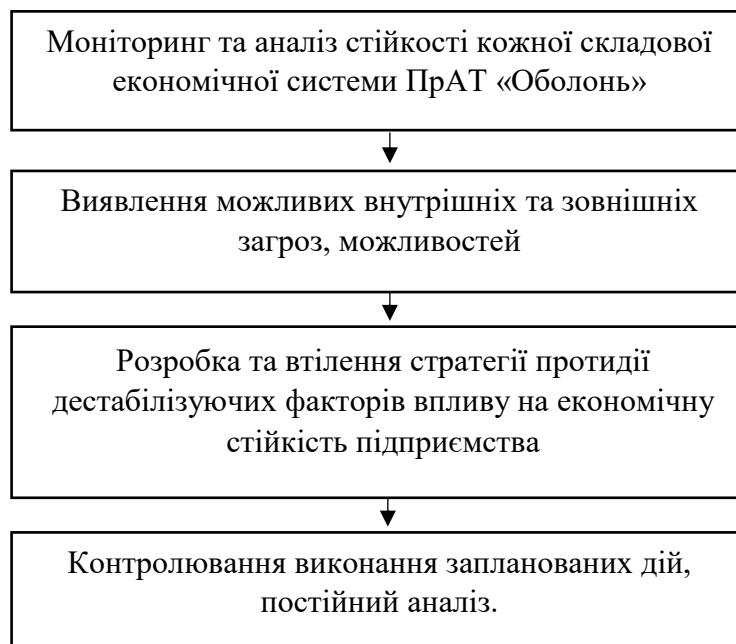 Моніторинг та аналіз стійкості кожної складової
економічної системи ПрАТ «Оболонь»
Виявлення можливих внутрішніх та зовнішніх
загроз, можливостей
Розробка та втілення стратегії протидії
дестабілізуючих факторів впливу на економічну
стійкість підприємства
Контролювання виконання запланованих дій,
постійний аналіз.